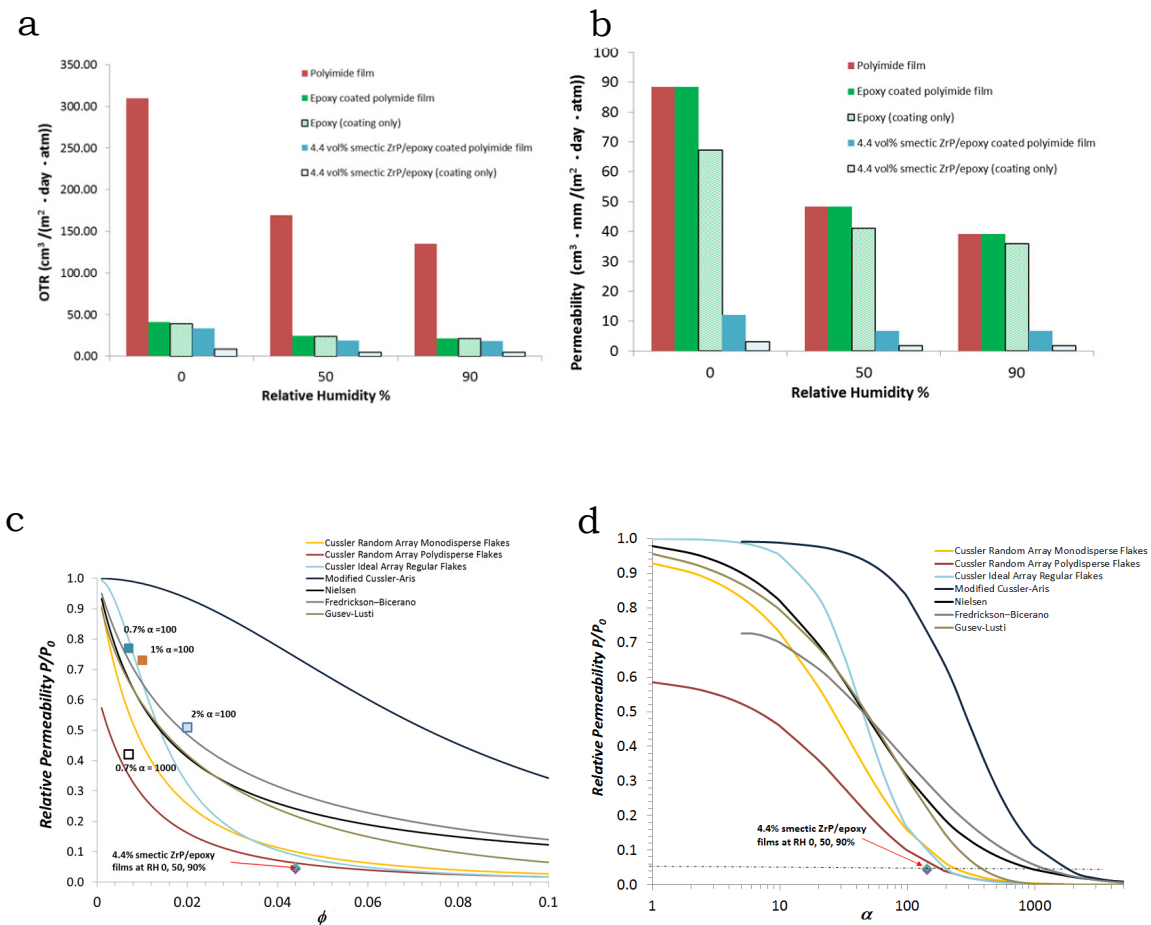 a
350.00
300.00
250.00
200.00
150.00
100.00
50.00
0.00
OTR (cm³ /(m² · day · atm))
Polyimide film
Epoxy coated polymide film
Epoxy (coating only)
4.4 vol% smectic ZrP/epoxy coated polyimide film
4.4 vol% smectic ZrP/epoxy (coating only)
0 50 90
Relative Humidity %
b
100
90
80
70
60
50
40
30
20
10
0
Permeability (cm³ · mm /(m² · day · atm))
Polyimide film
Epoxy coated polyimide film
Epoxy (coating only)
4.4 vol% smectic ZrP/epoxy coated polyimide film
4.4 vol% smectic ZrP/epoxy (coating only)
0 50 90
Relative Humidity %
c
Cussler Random Array Monodisperse Flakes
Cussler Random Array Polydisperse Flakes
Cussler Ideal Array Regular Flakes
Modified Cussler-Aris
Nielsen
Fredrickson–Bicerano
Gusev-Lusti
1.0
0.9
0.8
0.7
0.6
0.5
0.4
0.3
0.2
0.1
0.0
Relative Permeability P/P0
0.7% α =100
1% α =100
2% α =100
0.7% α = 1000
4.4% smectic ZrP/epoxy
films at RH 0, 50, 90%
0 0.02 0.04 0.06 0.08 0.1
ϕ
d
1.0
0.9
0.8
0.7
0.6
0.5
0.4
0.3
0.2
0.1
0.0
Relative Permeability P/P0
Cussler Random Array Monodisperse Flakes
Cussler Random Array Polydisperse Flakes
Cussler Ideal Array Regular Flakes
Modified Cussler-Aris
Nielsen
Fredrickson–Bicerano
Gusev-Lusti
4.4% smectic ZrP/epoxy
films at RH 0, 50, 90%
1 10 100 1000
α